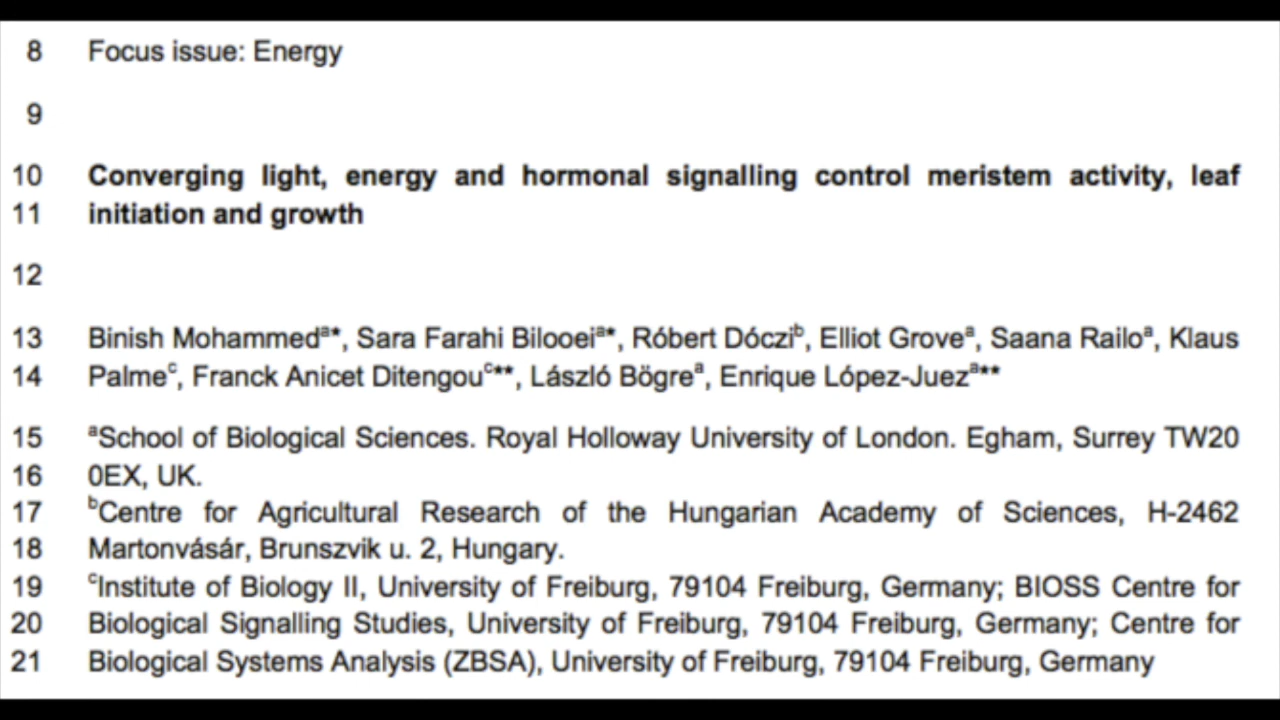 8 Focus issue: Energy
9
10 Converging light, energy and hormonal signalling control meristem activity, leaf
11 initiation and growth
12
13 Binish Mohammedᵃ*, Sara Farahi Bilooeiᵃ*, Róbert Dócziᵇ, Elliot Groveᵃ, Saana Railoᵃ, Klaus
14 Palmeᶜ, Franck Anicet Ditengouᶜ**, László Bögreᵃ, Enrique López-Juezᵃ**
15 ᵃSchool of Biological Sciences. Royal Holloway University of London. Egham, Surrey TW20
16 0EX, UK.
17 ᵇCentre for Agricultural Research of the Hungarian Academy of Sciences, H-2462
18 Martonvásár, Brunszvik u. 2, Hungary.
19 ᶜInstitute of Biology II, University of Freiburg, 79104 Freiburg, Germany; BIOSS Centre for
20 Biological Signalling Studies, University of Freiburg, 79104 Freiburg, Germany; Centre for
21 Biological Systems Analysis (ZBSA), University of Freiburg, 79104 Freiburg, Germany